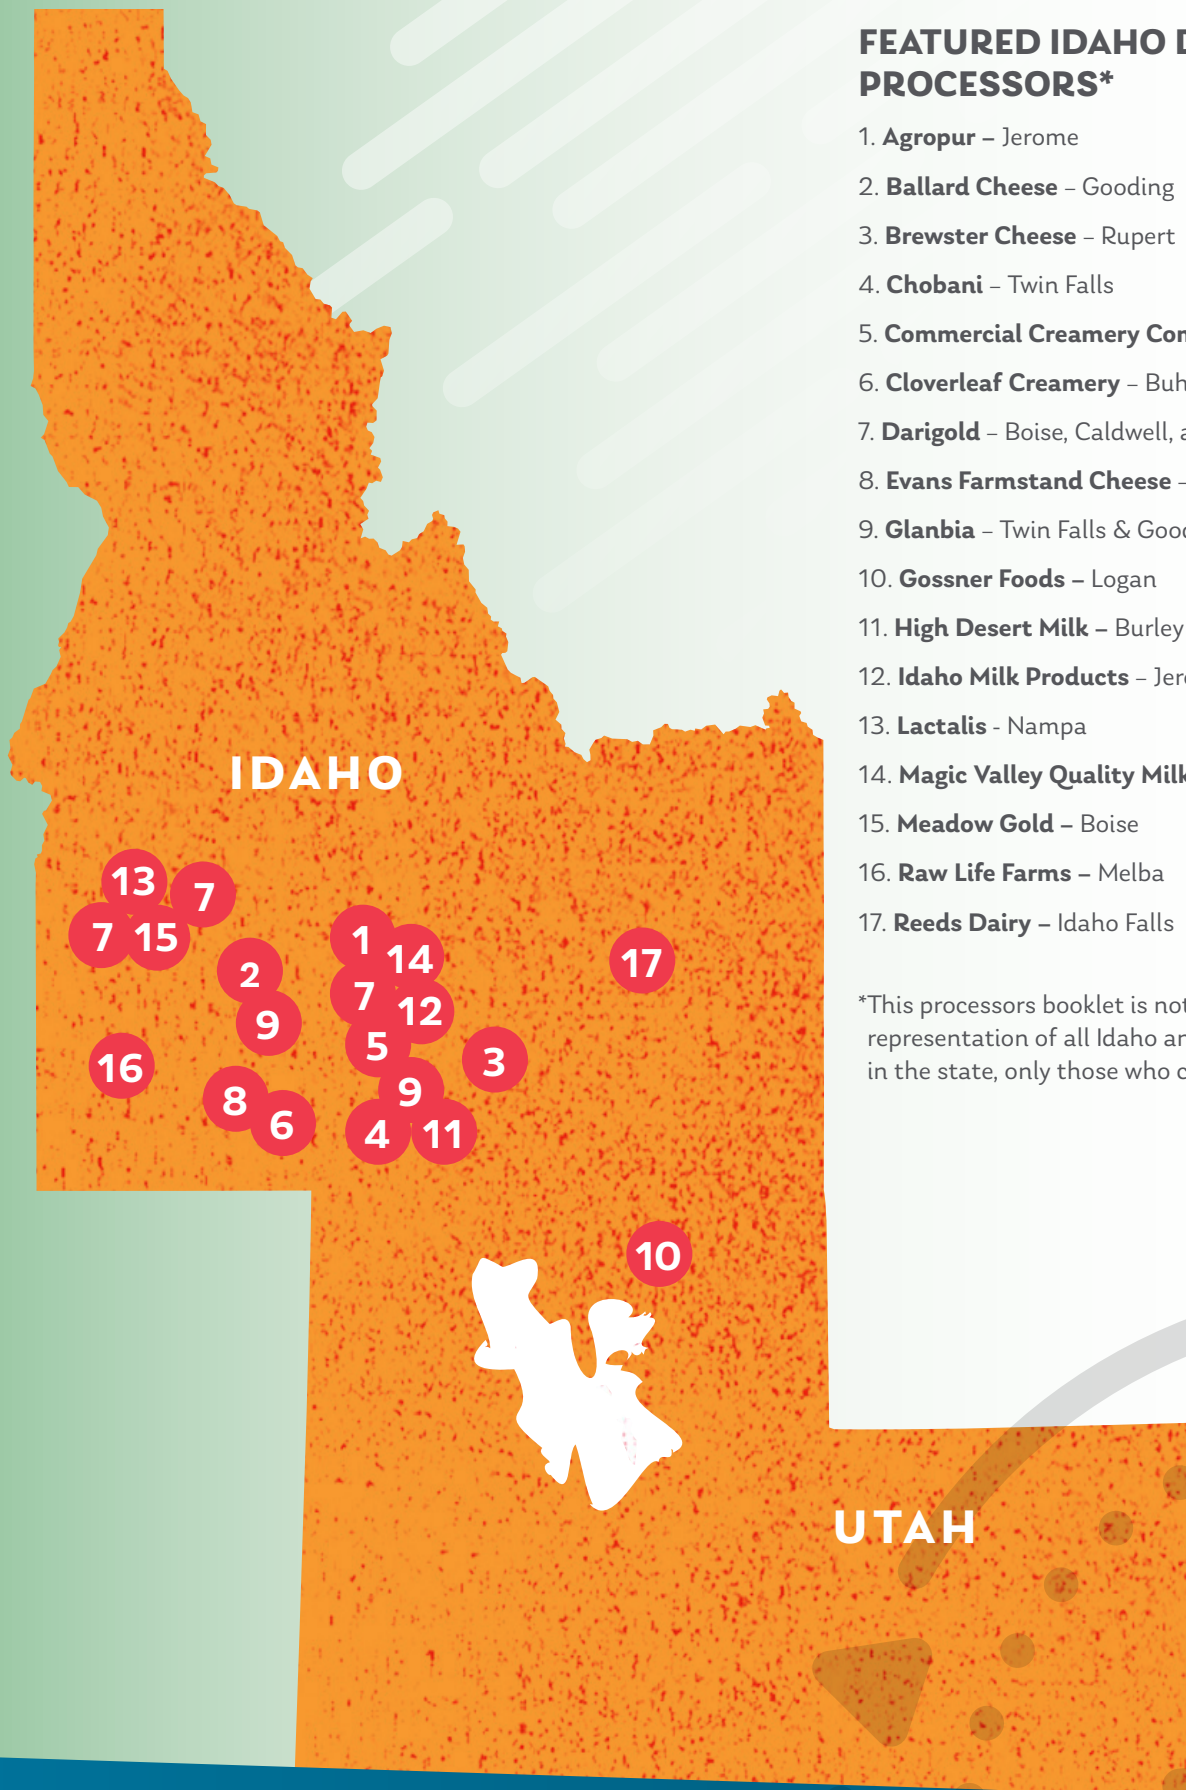 FEATURED IDAHO
PROCESSORS*
1. Agropur – Jerome
2. Ballard Cheese – Gooding
3. Brewster Cheese – Rupert
4. Chobani – Twin Falls
5. Commercial Creamery
6. Cloverleaf Creamery –
7. Darigold – Boise, Caldwell,
8. Evans Farmstand Cheese –
9. Glanbia – Twin Falls &
10. Gossner Foods – Logan
11. High Desert Milk – Burley
12. Idaho Milk Products –
13. Lactalis - Nampa
14. Magic Valley Quality Milk
15. Meadow Gold – Boise
16. Raw Life Farms – Melba
17. Reeds Dairy – Idaho Falls
*This processors booklet is not
representation of all Idaho
in the state, only those who
IDAHO
13
7
7 15
1
14
2
17
7
12
9
5
3
16
9
8
6
4
11
10
UTAH